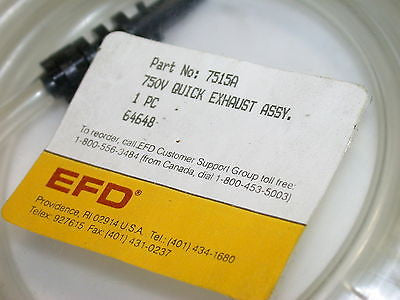 Part No: 7515A
750V QUICK EXHAUST ASSY.
1 PC
64648
To reorder, call EFD Customer Support Group toll free:
1-800-556-3484 (from Canada, dial 1-800-453-5003)
EFD®
Providence, RI 02914 U.S.A. Tel.: (401) 434-1680
Telex: 927615 Fax: (401) 431-0237